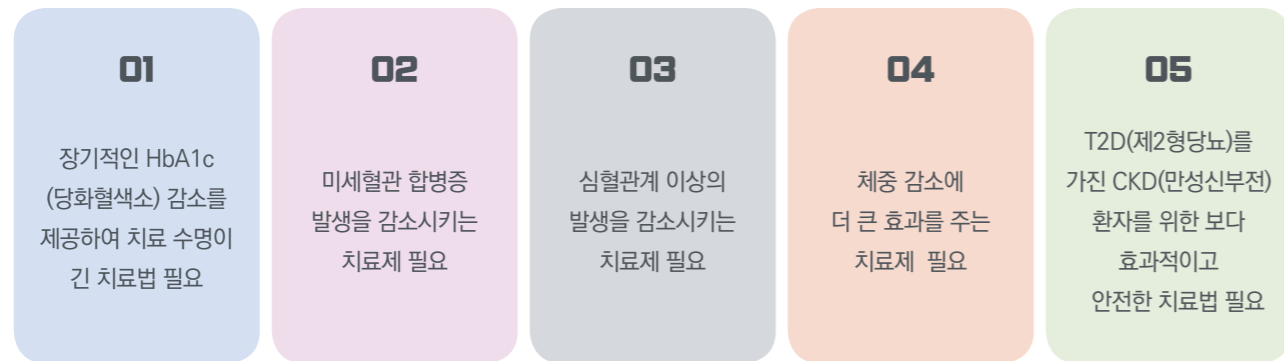 01
장기적인 HbA1c
(당화혈색소) 감소를
제공하여 치료 수명이
긴 치료법 필요
02
미세혈관 합병증
발생을 감소시키는
치료제 필요
03
심혈관계 이상의
발생을 감소시키는
치료제 필요
04
체중 감소에
더 큰 효과를 주는
치료제 필요
05
T2D(제2형당뇨)를
가진 CKD(만성신부전)
환자를 위한 보다
효과적이고
안전한 치료법 필요